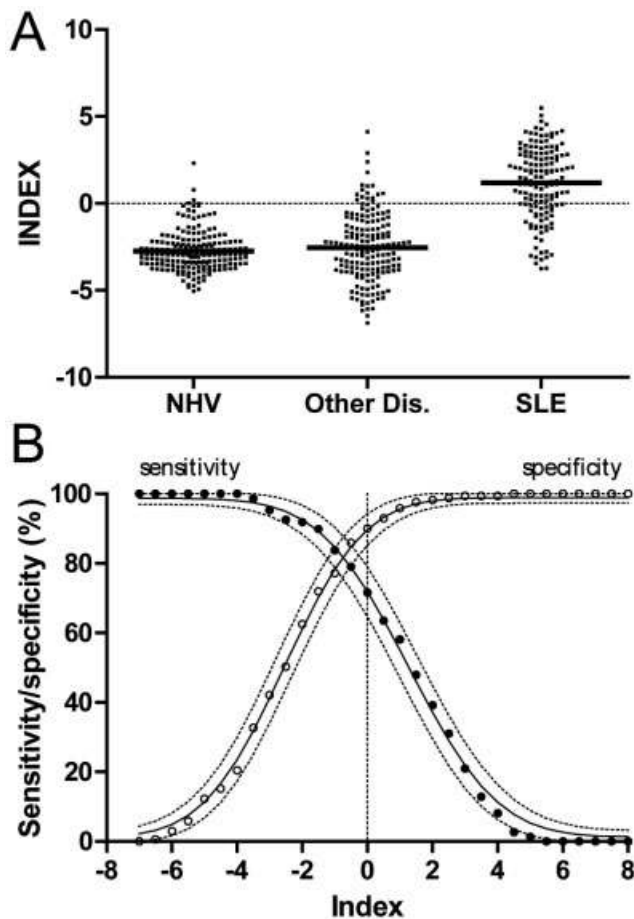 A
INDEX
10
5
0
-5
-10
NHV Other Dis. SLE
B
sensitivity specificity
Sensitivity/specificity (%)
100
80
60
40
20
0
-8 -6 -4 -2 0 2 4 6 8
Index